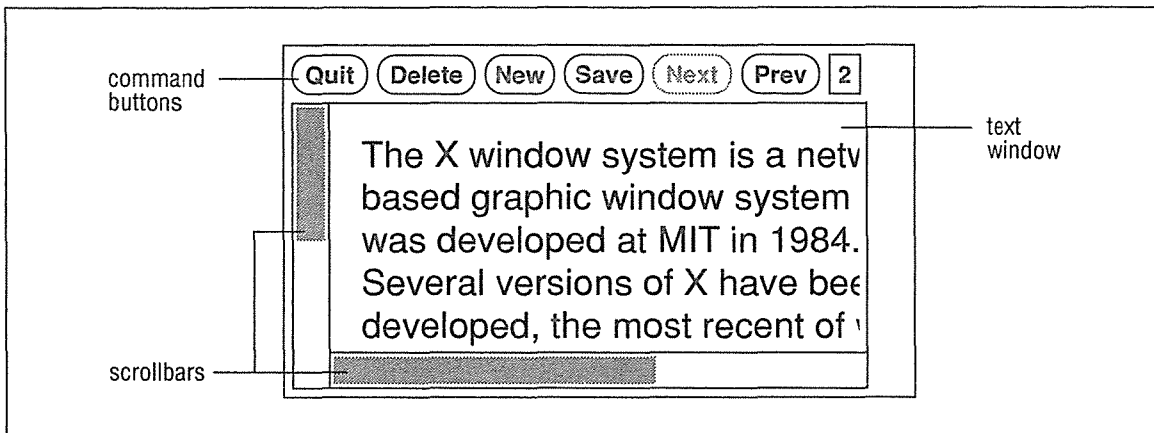 command
buttons
Quit Delete New Save Next Prev 2
text
window
The X window system is a netw
based graphic window system
was developed at MIT in 1984.
Several versions of X have bee
developed, the most recent of
scrollbars